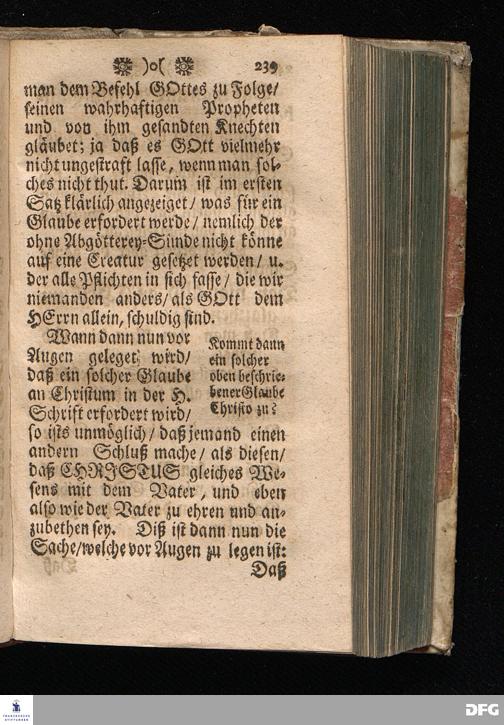 )o( 239
man dem Befehl GOttes zu Folge/
seinen wahrhaftigen Propheten
und von ihm gesandten Knechten
gläubet; ja daß es GOtt vielmehr
nicht ungestraft lasse, wenn man sol-
ches nicht thut. Darum ist im ersten
Satz klärlich angezeiget/ was für ein
Glaube erfordert werde/ nemlich der
ohne Abgötterey-Sünde nicht könne
auf eine Creatur gesetzet werden/ u.
der alle Pflichten in sich fasse/ die wir
niemanden anders/ als GOtt dem
HErrn allein, schuldig sind.
Wann dann nun vor
Augen geleget wird/
daß ein solcher Glaube
an Christum in der H.
Schrift erfordert wird/
Kommt dann
ein solcher
oben beschrie-
bener Glaube
Christo zu?
so ists unmöglich/ daß jemand einen
andern Schluß mache/ als diesen/
daß CHRISTUS gleiches We-
sens mit dem Vater, und eben
also wie der Vater zu ehren und an-
zubethen sey. Diß ist dann nun die
Sache/welche vor Augen zu legen ist:
Daß
FRANCKESCHE
STIFTUNGEN
DFG